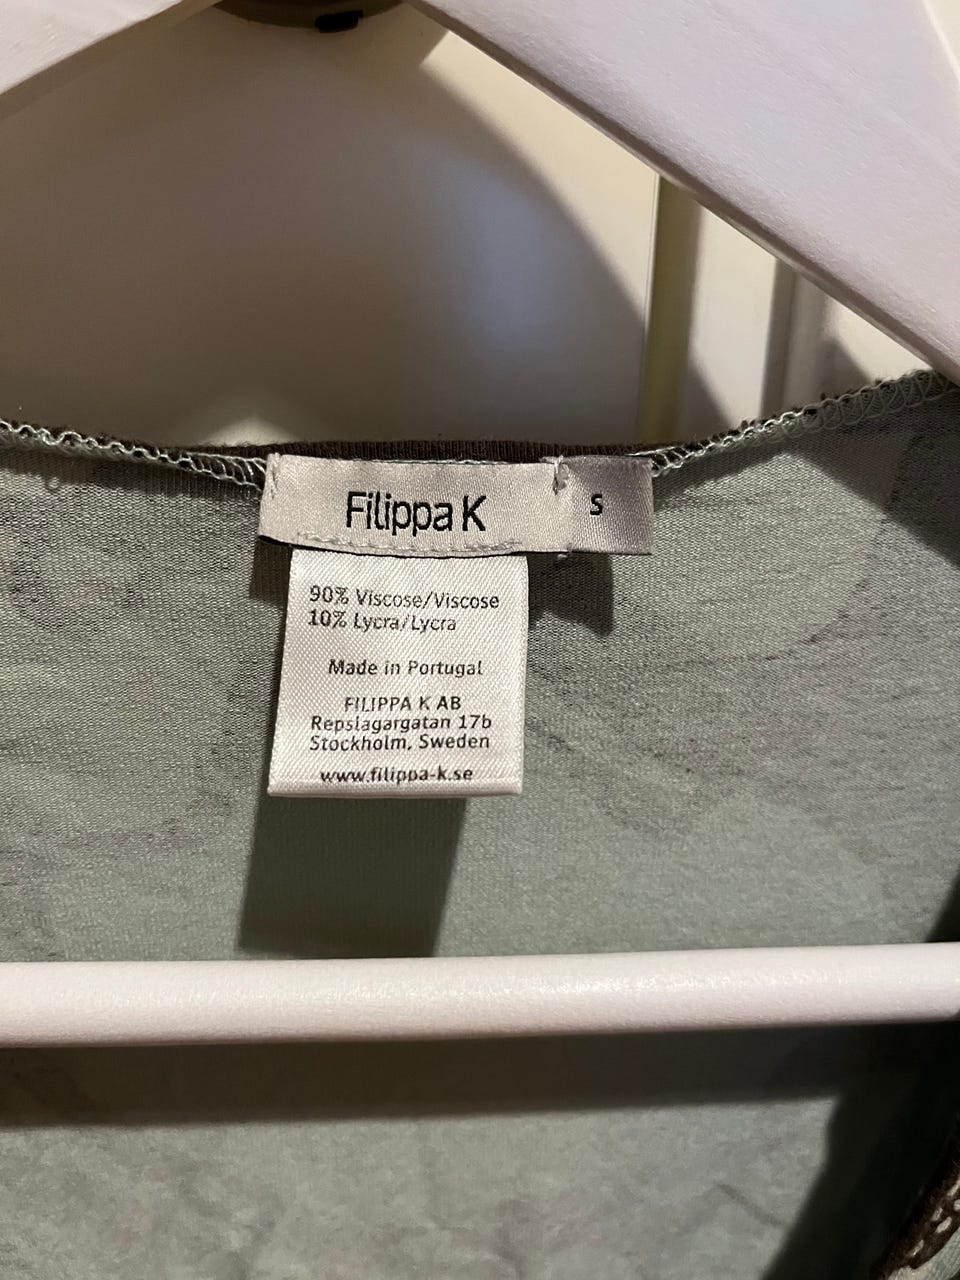 Filippa K
S
90% Viscose/Viscose
10% Lycra/Lycra
Made in Portugal
FILIPPA K AB
Repslagargatan 17b
Stockholm, Sweden
www.filippa-k.se